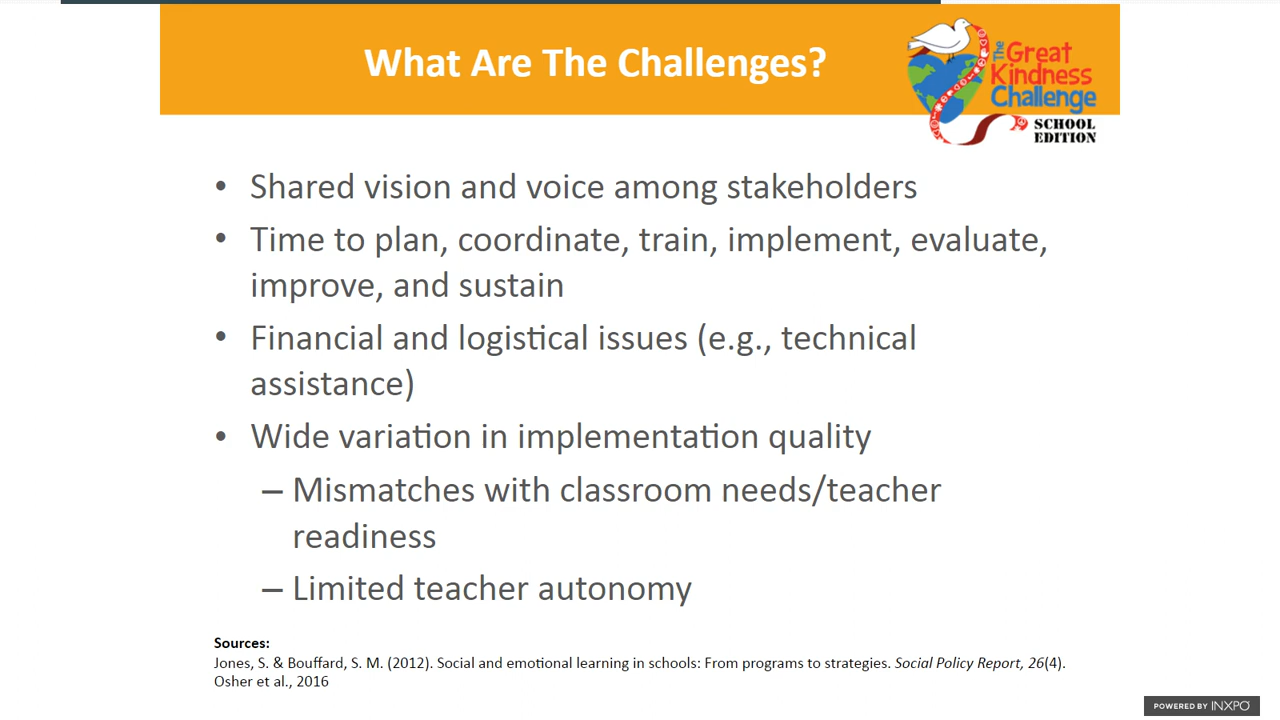 What Are The Challenges?
The
Great
Kindness
Challenge
SCHOOL
EDITION
• Shared vision and voice among stakeholders
• Time to plan, coordinate, train, implement, evaluate,
improve, and sustain
• Financial and logistical issues (e.g., technical
assistance)
• Wide variation in implementation quality
– Mismatches with classroom needs/teacher
readiness
– Limited teacher autonomy
Sources:
Jones, S. & Bouffard, S. M. (2012). Social and emotional learning in schools: From programs to strategies. Social Policy Report, 26(4).
Osher et al., 2016
POWERED BY INXPO